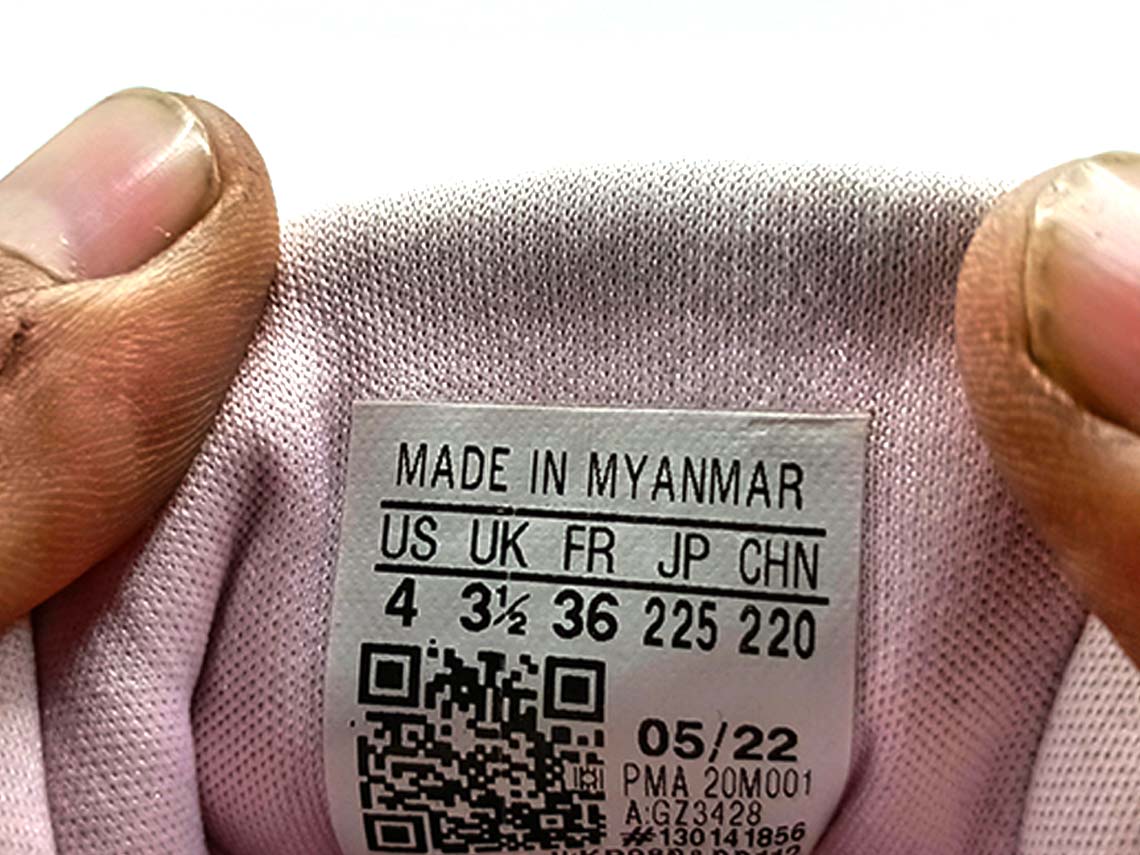 MADE IN MYANMAR
US UK FR JP CHN
4 3½ 36 225 220
05/22
PMA 20M001
A:GZ3428
#130141856